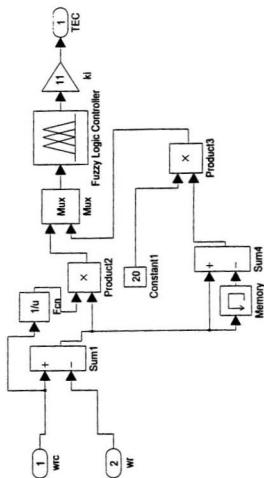 1
wrc
2
wr
+
−
Sum1
1/u
Fcn
×
Product2
20
Constant1
+
−
Sum4
Memory
×
Product3
Mux
Mux
Fuzzy Logic Controller
11
ki
1
TEC